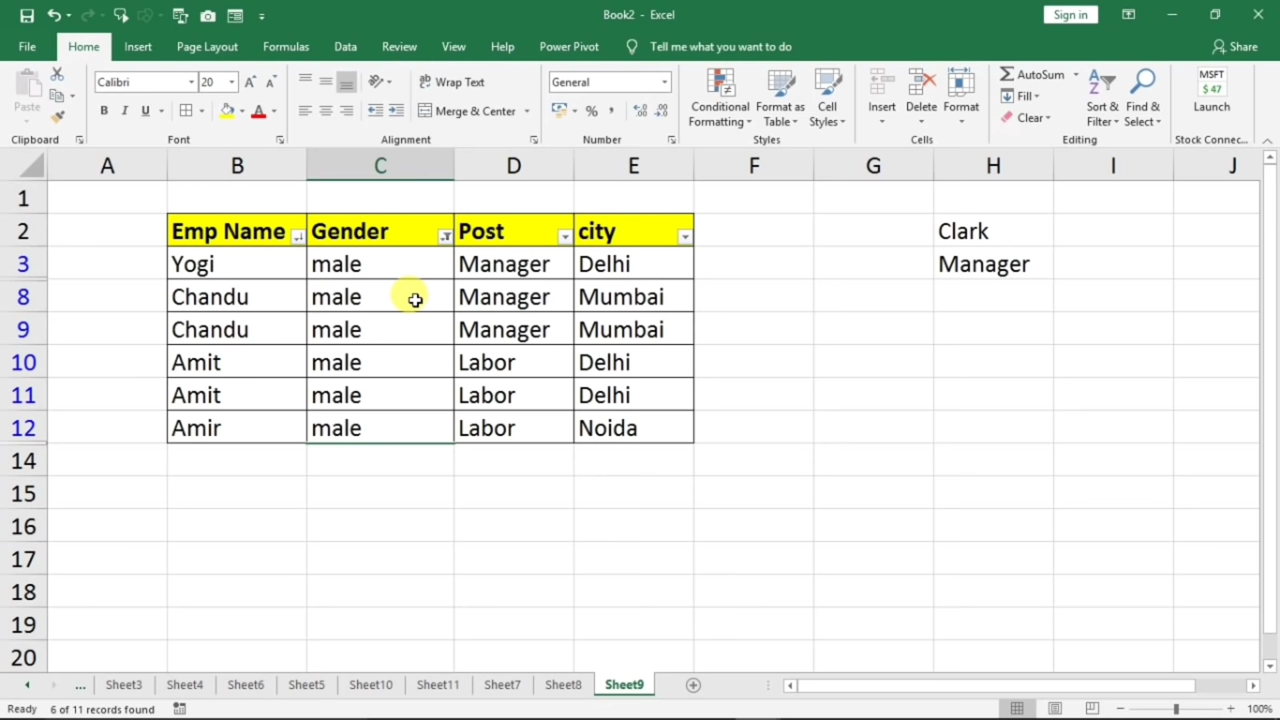 Book2 - Excel
Sign in
File Home Insert Page Layout Formulas Data Review View Help Power Pivot Tell me what you want to do Share
Paste
Calibri 20
B I U
Wrap Text
Merge & Center
General
Conditional Formatting
Format as Table
Cell Styles
Insert
Delete
Format
AutoSum
Fill
Clear
Sort & Filter
Find & Select
MSFT
$ 47
Launch
Clipboard Font Alignment Number Styles Cells Editing Stock Connec...
A B C D E F G H I J
1
2 Emp Name Gender Post city Clark
3 Yogi male Manager Delhi Manager
8 Chandu male Manager Mumbai
9 Chandu male Manager Mumbai
10 Amit male Labor Delhi
11 Amit male Labor Delhi
12 Amir male Labor Noida
14
15
16
17
18
19
20
... Sheet3 Sheet4 Sheet6 Sheet5 Sheet10 Sheet11 Sheet7 Sheet8 Sheet9
Ready 6 of 11 records found 100%